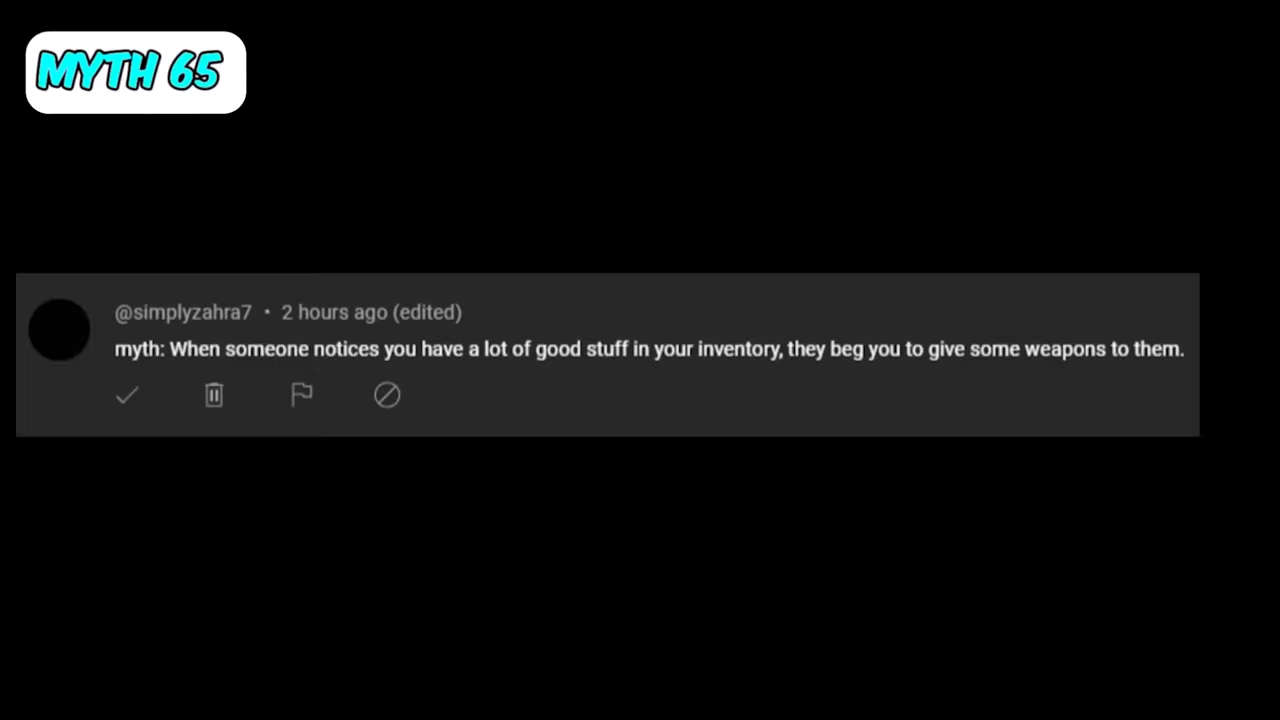 MYTH 65
@simplyzahra7 • 2 hours ago (edited)
myth: When someone notices you have a lot of good stuff in your inventory, they beg you to give some weapons to them.